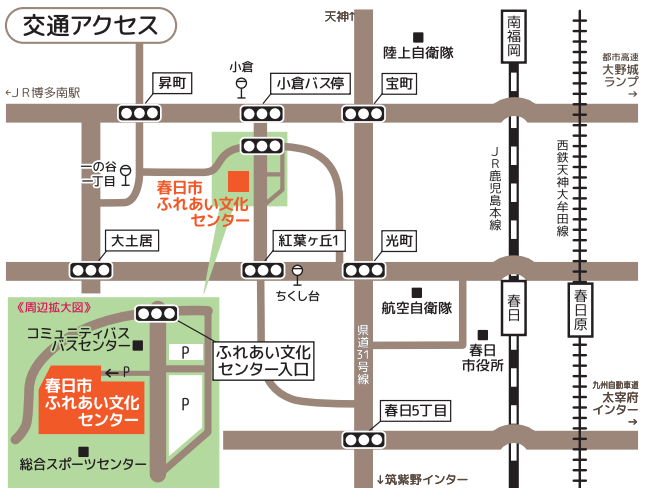 交通アクセス
天神↑
陸上自衛隊
南福岡
都市高速
大野城
ランプ
→
←JR博多南駅
昇町
小倉
小倉バス停
宝町
一の谷
一丁目
春日市
ふれあい文化
センター
JR鹿児島本線
西鉄天神大牟田線
大土居
紅葉ヶ丘1
光町
ちくし台
航空自衛隊
春日
春日原
県道31号線
春日
市役所
《周辺拡大図》
コミュニティバス
バスセンター
ふれあい文化
センター入口
P
←P
P
春日市
ふれあい文化
センター
総合スポーツセンター
春日5丁目
九州自動車道
太宰府
インター
→
↓筑紫野インター